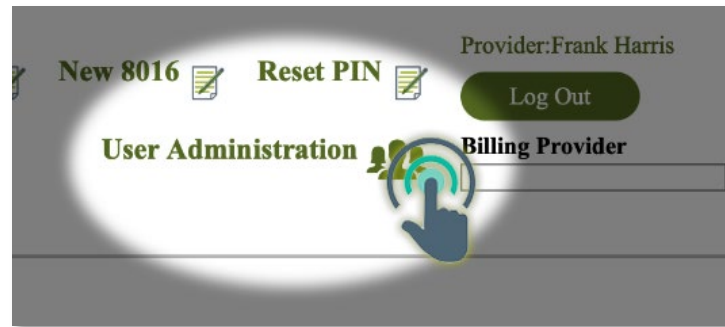 New 8016 Reset PIN Provider:Frank Harris
Log Out
User Administration Billing Provider